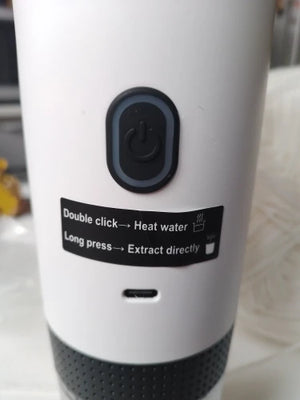 Double click→ Heat water
Long press→ Extract directly